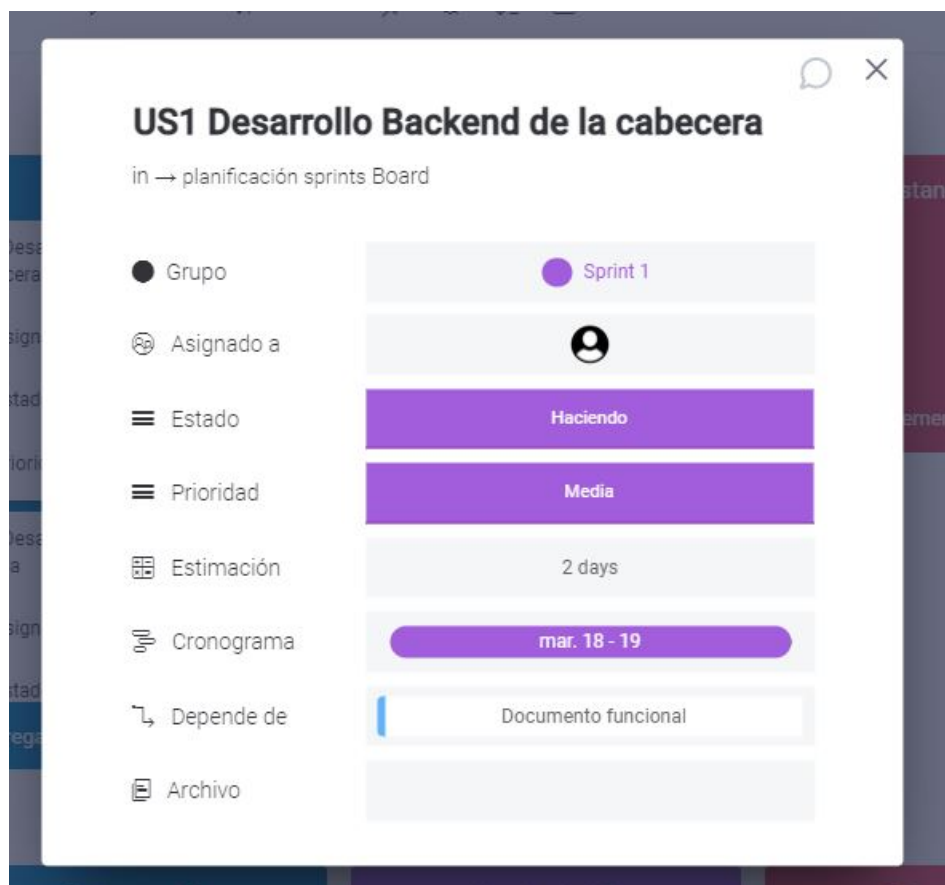 US1 Desarrollo Backend de la cabecera
in → planificación sprints Board
Grupo
Sprint 1
Asignado a
Estado
Haciendo
Prioridad
Media
Estimación
2 days
Cronograma
mar. 18 - 19
Depende de
Documento funcional
Archivo